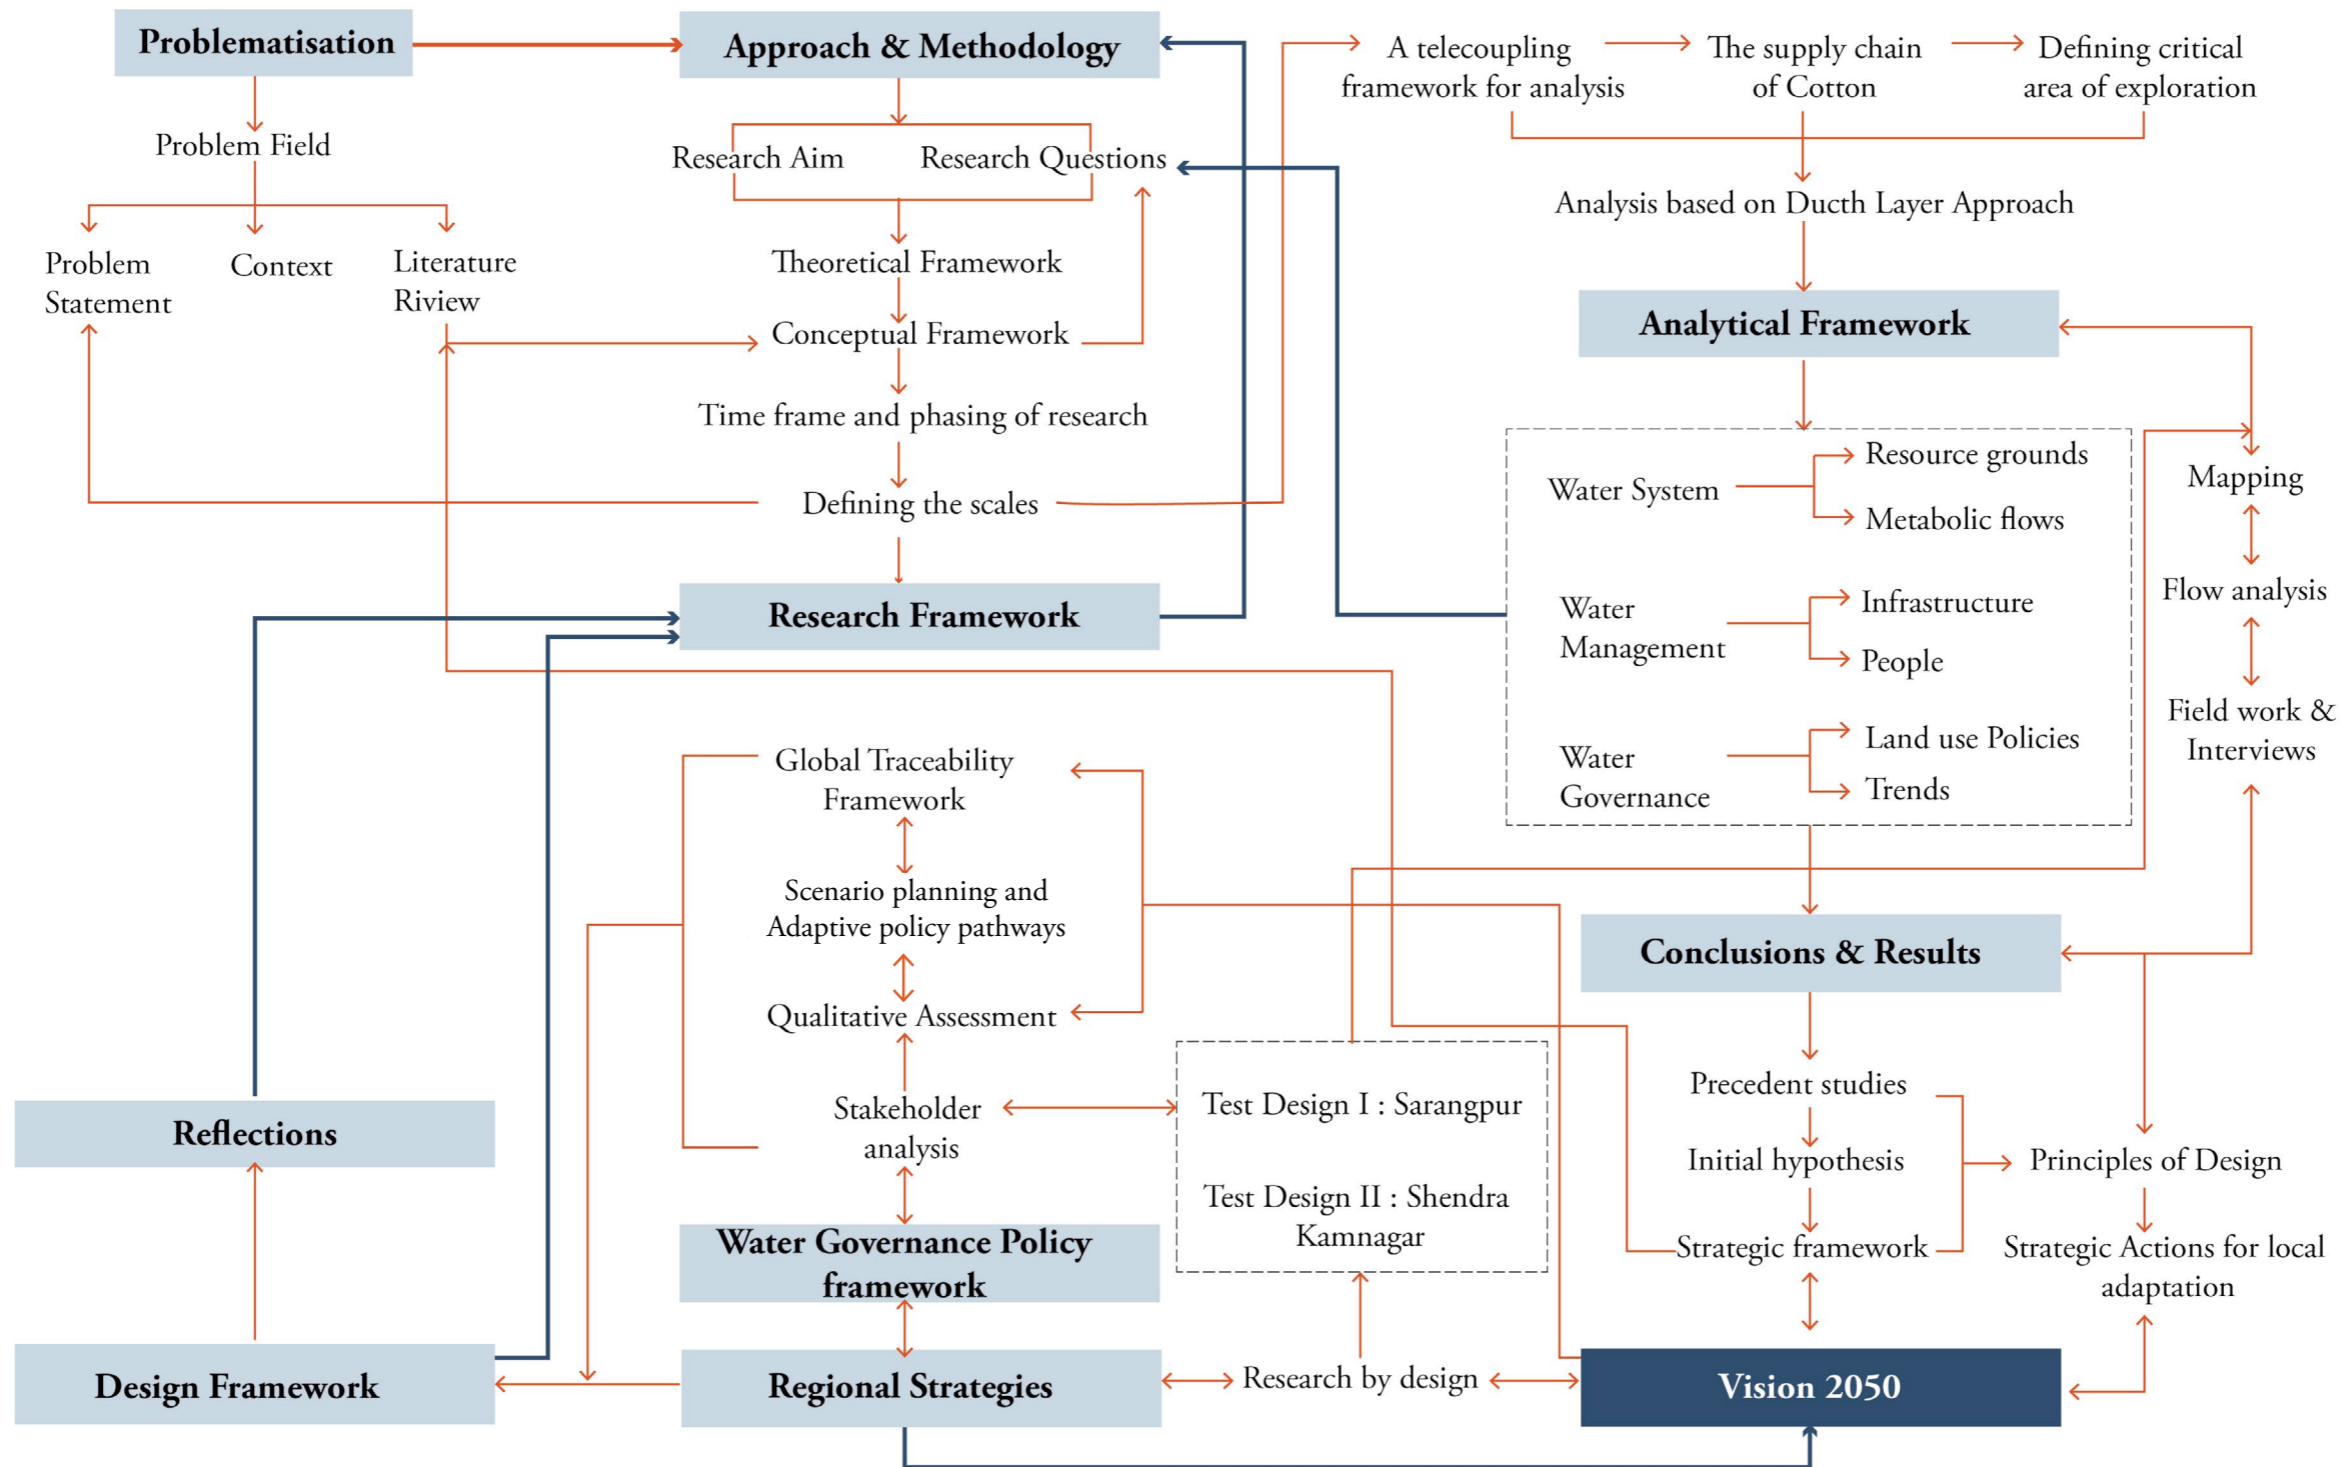 Problematisation
Approach & Methodology
A telecoupling
framework for analysis
The supply chain
of Cotton
Defining critical
area of exploration
Problem Field
Research Aim
Research Questions
Analysis based on Ducth Layer Approach
Problem
Statement
Context
Literature
Riview
Theoretical Framework
Conceptual Framework
Time frame and phasing of research
Defining the scales
Research Framework
Analytical Framework
Water System
Resource grounds
Metabolic flows
Water
Management
Infrastructure
People
Water
Governance
Land use Policies
Trends
Mapping
Flow analysis
Field work &
Interviews
Global Traceability
Framework
Scenario planning and
Adaptive policy pathways
Qualitative Assessment
Stakeholder
analysis
Test Design I : Sarangpur
Test Design II : Shendra
Kamnagar
Conclusions & Results
Precedent studies
Initial hypothesis
Strategic framework
Principles of Design
Strategic Actions for local
adaptation
Reflections
Water Governance Policy
framework
Design Framework
Regional Strategies
Research by design
Vision 2050